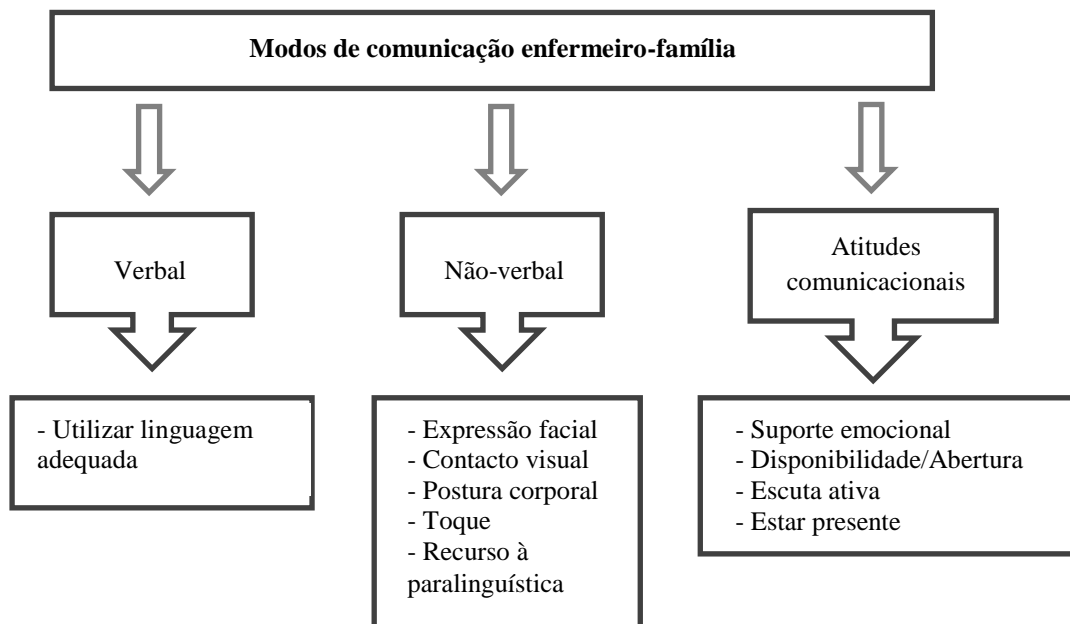 Modos de comunicação enfermeiro-família
Verbal
Não-verbal
Atitudes
comunicacionais
- Utilizar linguagem
adequada
- Expressão facial
- Contacto visual
- Postura corporal
- Toque
- Recurso à
paralinguística
- Suporte emocional
- Disponibilidade/Abertura
- Escuta ativa
- Estar presente